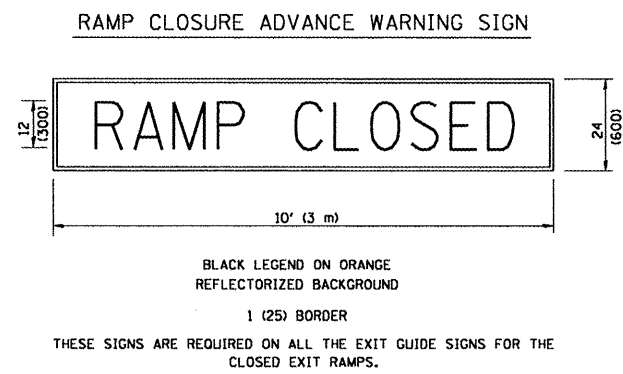 RAMP CLOSURE ADVANCE WARNING SIGN
RAMP CLOSED
12
(300)
24
(600)
10' (3 m)
BLACK LEGEND ON ORANGE
REFLECTORIZED BACKGROUND
1 (25) BORDER
THESE SIGNS ARE REQUIRED ON ALL THE EXIT GUIDE SIGNS FOR THE
CLOSED EXIT RAMPS.